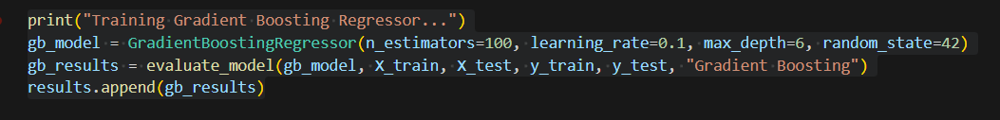 print("Training Gradient Boosting Regressor...")
gb_model = GradientBoostingRegressor(n_estimators=100, learning_rate=0.1, max_depth=6, random_state=42)
gb_results = evaluate_model(gb_model, X_train, X_test, y_train, y_test, "Gradient Boosting")
results.append(gb_results)